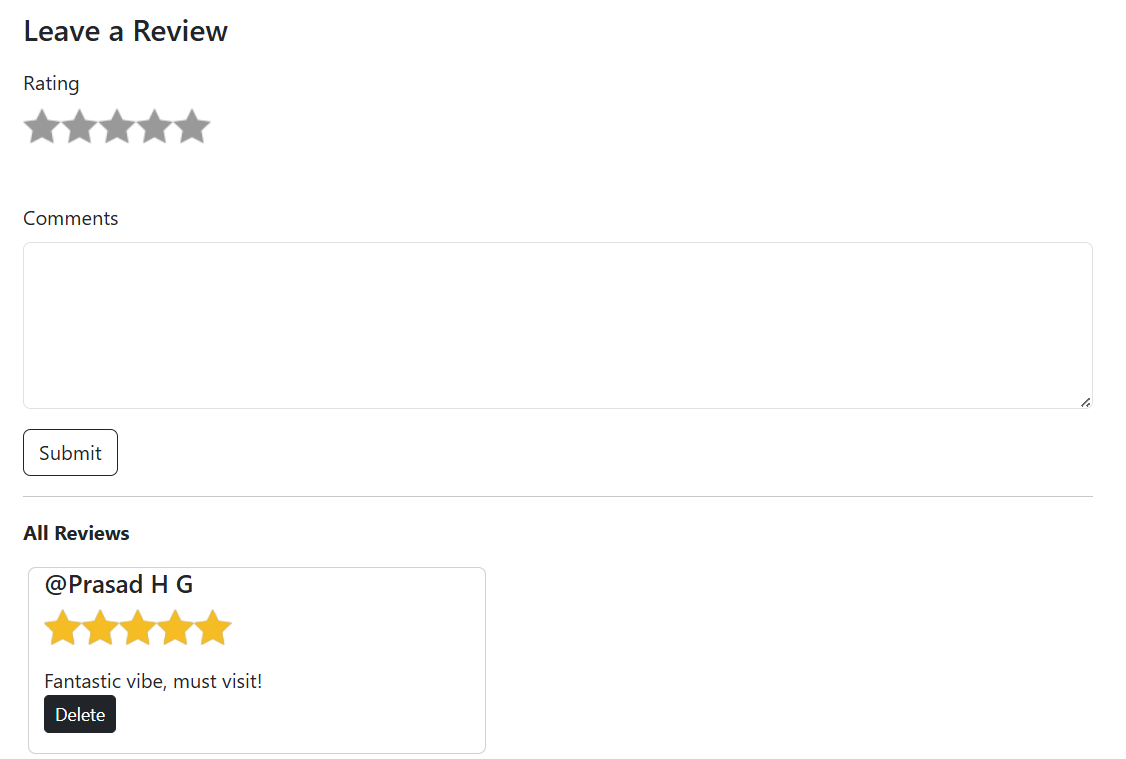 Leave a Review
Rating
Comments
Submit
All Reviews
@Prasad H G
Fantastic vibe, must visit!
Delete